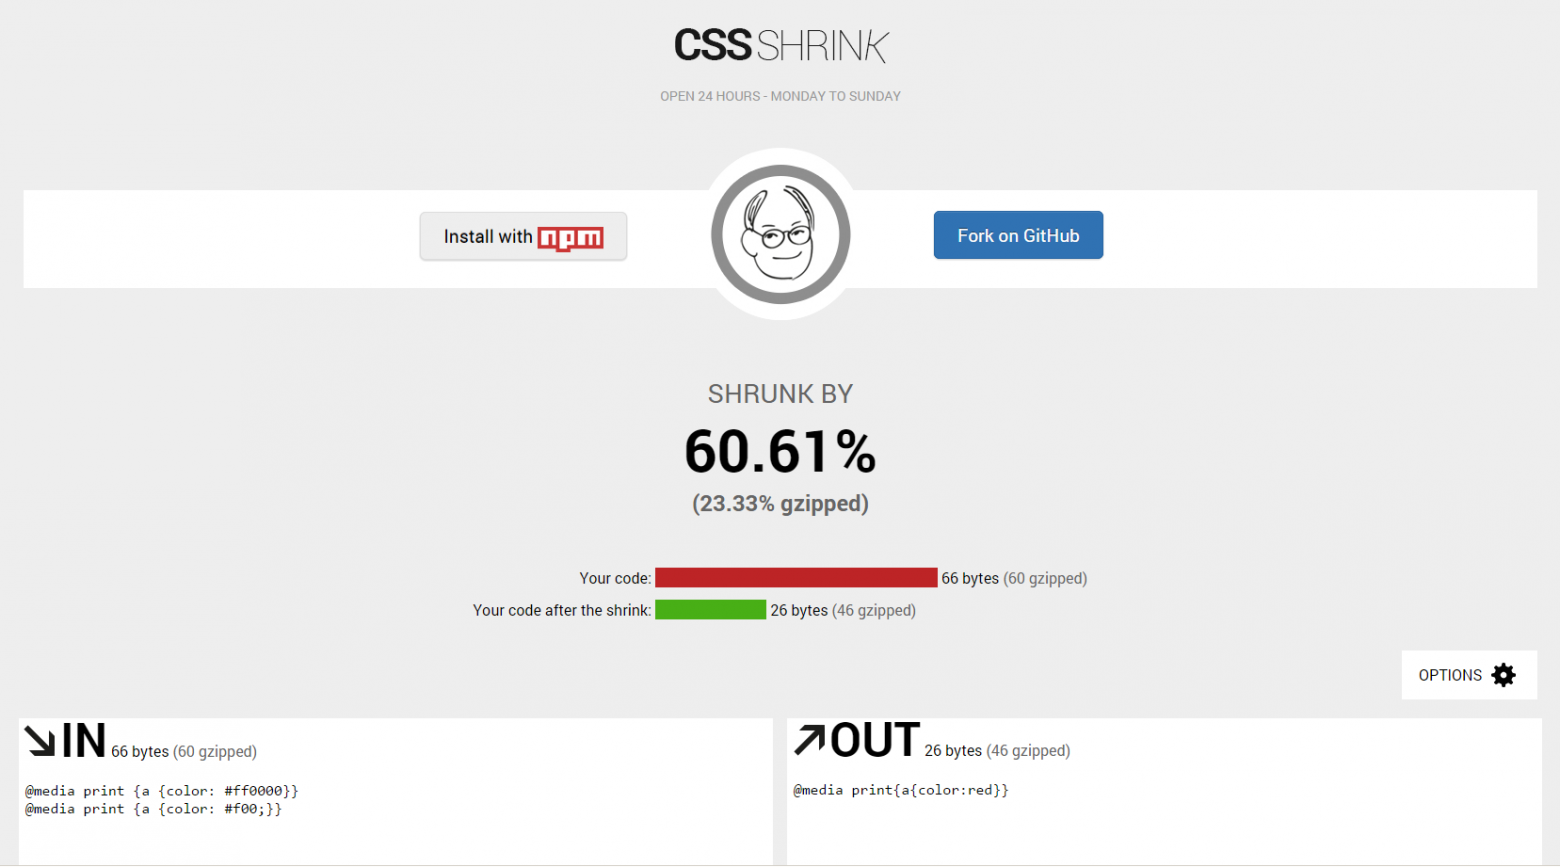 CSS SHRINK
OPEN 24 HOURS - MONDAY TO SUNDAY
Install with npm
Fork on GitHub
SHRUNK BY
60.61%
(23.33% gzipped)
Your code: 66 bytes (60 gzipped)
Your code after the shrink: 26 bytes (46 gzipped)
OPTIONS
IN 66 bytes (60 gzipped)
@media print {a {color: #ff0000}}
@media print {a {color: #f00;}}
OUT 26 bytes (46 gzipped)
@media print{a{color:red}}